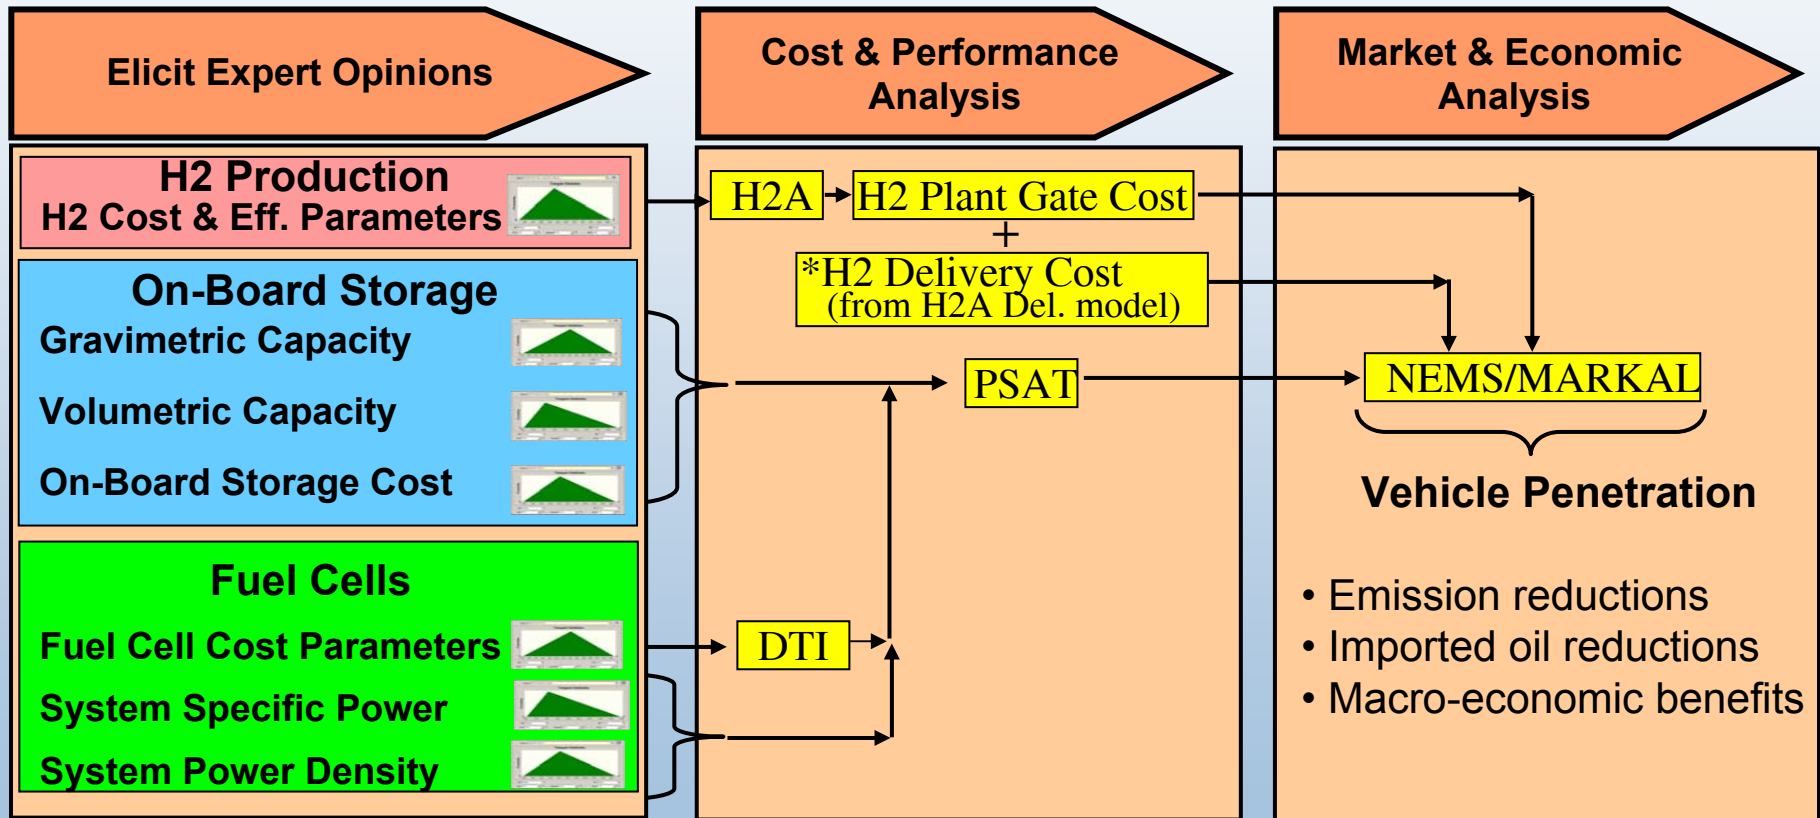 Elicit Expert Opinions
Cost & Performance
Analysis
Market & Economic
Analysis
H2 Production
H2 Cost & Eff. Parameters
On-Board Storage
Gravimetric Capacity
Volumetric Capacity
On-Board Storage Cost
Fuel Cells
Fuel Cell Cost Parameters
System Specific Power
System Power Density
H2A
H2 Plant Gate Cost
+
*H2 Delivery Cost
(from H2A Del. model)
PSAT
DTI
NEMS/MARKAL
Vehicle Penetration
• Emission reductions
• Imported oil reductions
• Macro-economic benefits